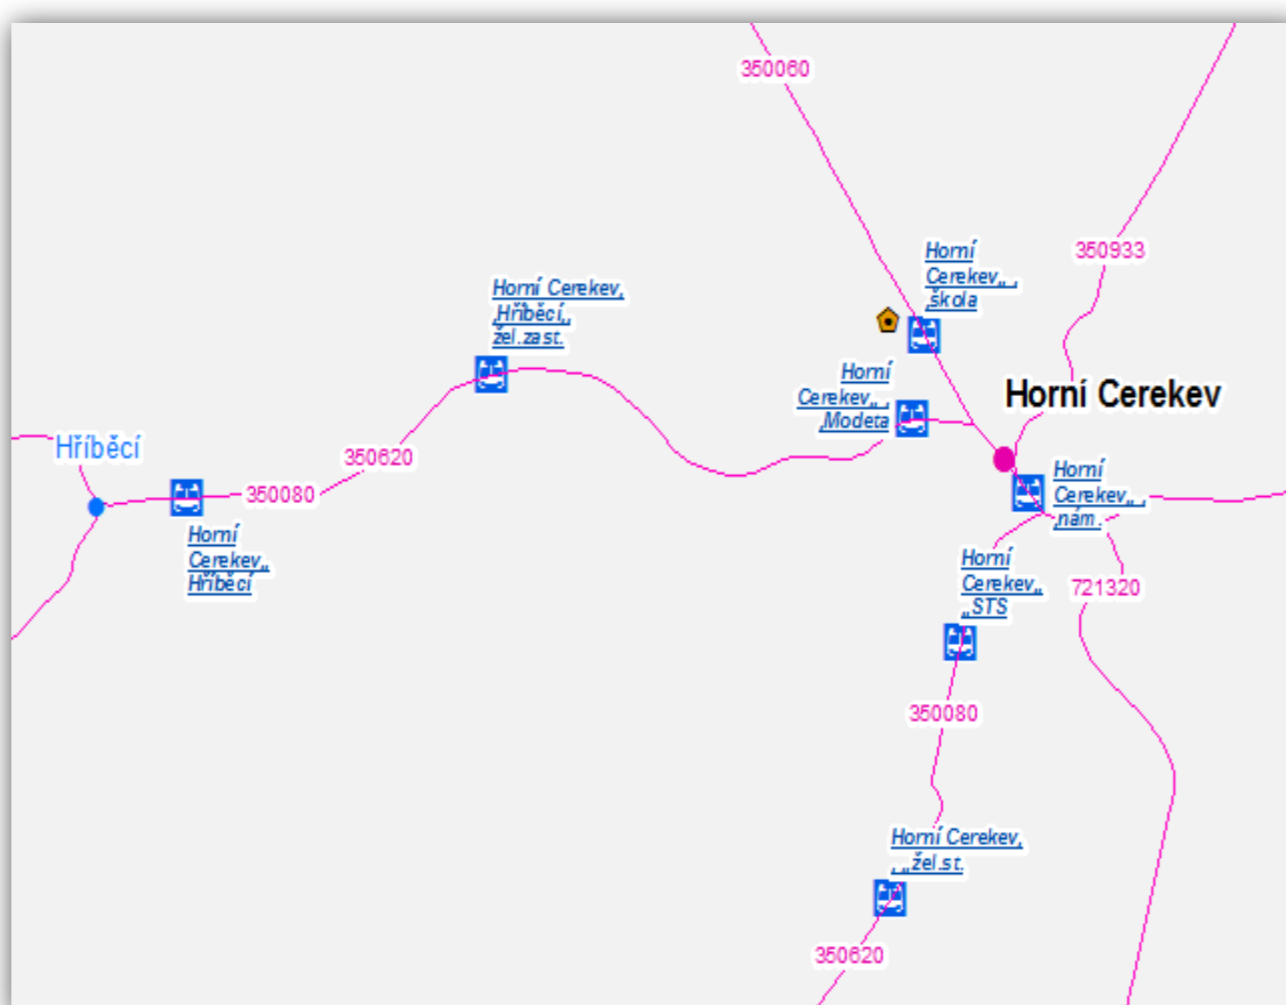 350060
350933
Horní
Cerekev,, ,
,škola
Horní Cerekev,
,Hříběcí,,
žel.zast.
Horní
Cerekev,, ,
,Modeta
Horní Cerekev
Hříběcí
350620
350080
Horní
Cerekev,, ,
,nám.
Horní
Cerekev,,
Hříběcí
Horní
Cerekev,,
,,STS
721320
350080
Horní Cerekev,
, ,,žel.st.
350620